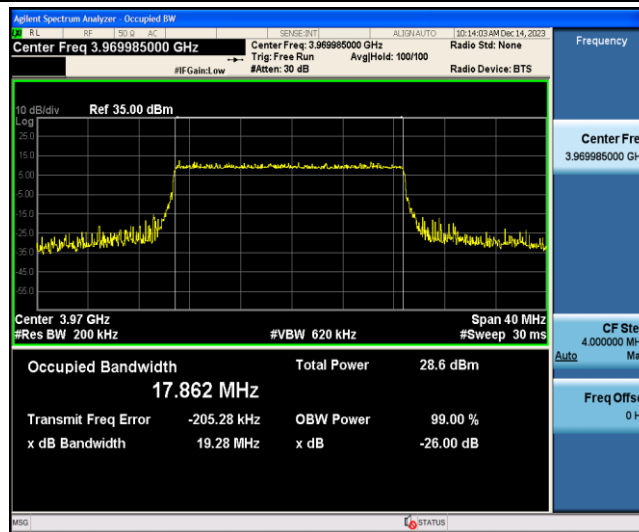 Agilent Spectrum Analyzer - Occupied BW
RL RF 50 Ω AC SENSE:INT ALIGN AUTO 10:14:03 AM Dec 14, 2023
Center Freq 3.969985000 GHz
Center Freq: 3.969985000 GHz
Radio Std: None
Trig: Free Run Avg|Hold: 100/100
#IFGain:Low #Atten: 30 dB Radio Device: BTS
Frequency
10 dB/div Ref 35.00 dBm
Log
25.0
15.0
5.00
-5.00
-15.0
-25.0
-35.0
-45.0
-55.0
Center Fre
3.969985000 GH
Center 3.97 GHz Span 40 MHz
#Res BW 200 kHz #VBW 620 kHz #Sweep 30 ms
CF Ste
4.000000 MH
Auto Ma
Occupied Bandwidth Total Power 28.6 dBm
17.862 MHz
Transmit Freq Error -205.28 kHz OBW Power 99.00 %
x dB Bandwidth 19.28 MHz x dB -26.00 dB
Freq Offse
0 H
MSG STATUS